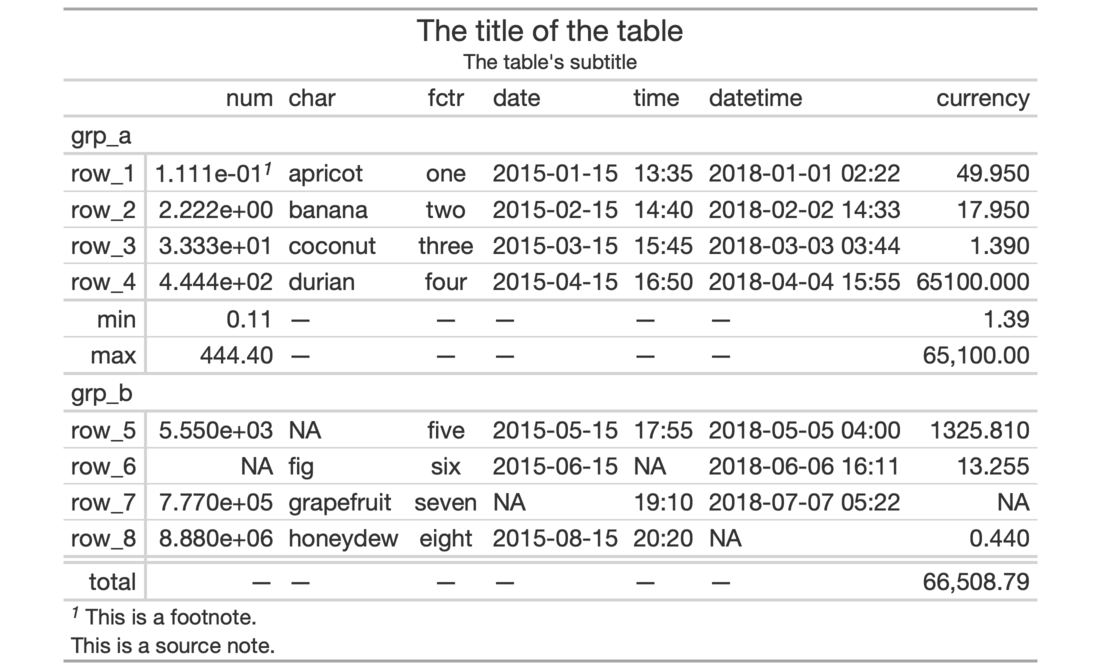 The title of the table
The table's subtitle
num char fctr date time datetime currency
grp_a
row_1 1.111e-01¹ apricot one 2015-01-15 13:35 2018-01-01 02:22 49.950
row_2 2.222e+00 banana two 2015-02-15 14:40 2018-02-02 14:33 17.950
row_3 3.333e+01 coconut three 2015-03-15 15:45 2018-03-03 03:44 1.390
row_4 4.444e+02 durian four 2015-04-15 16:50 2018-04-04 15:55 65100.000
min 0.11 — — — — — 1.39
max 444.40 — — — — — 65,100.00
grp_b
row_5 5.550e+03 NA five 2015-05-15 17:55 2018-05-05 04:00 1325.810
row_6 NA fig six 2015-06-15 NA 2018-06-06 16:11 13.255
row_7 7.770e+05 grapefruit seven NA 19:10 2018-07-07 05:22 NA
row_8 8.880e+06 honeydew eight 2015-08-15 20:20 NA 0.440
total — — — — — — 66,508.79
¹ This is a footnote.
This is a source note.